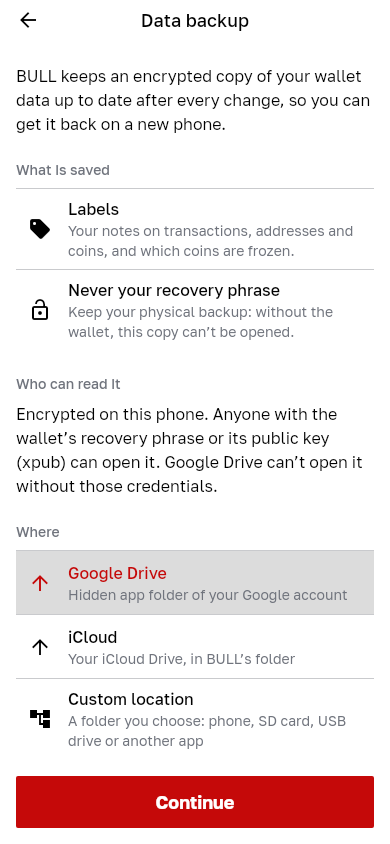 Data backup
BULL keeps an encrypted copy of your wallet
data up to date after every change, so you can
get it back on a new phone.
What is saved
Labels
Your notes on transactions, addresses and
coins, and which coins are frozen.
Never your recovery phrase
Keep your physical backup: without the
wallet, this copy can’t be opened.
Who can read it
Encrypted on this phone. Anyone with the
wallet’s recovery phrase or its public key
(xpub) can open it. Google Drive can’t open it
without those credentials.
Where
Google Drive
Hidden app folder of your Google account
iCloud
Your iCloud Drive, in BULL’s folder
Custom location
A folder you choose: phone, SD card, USB
drive or another app
Continue